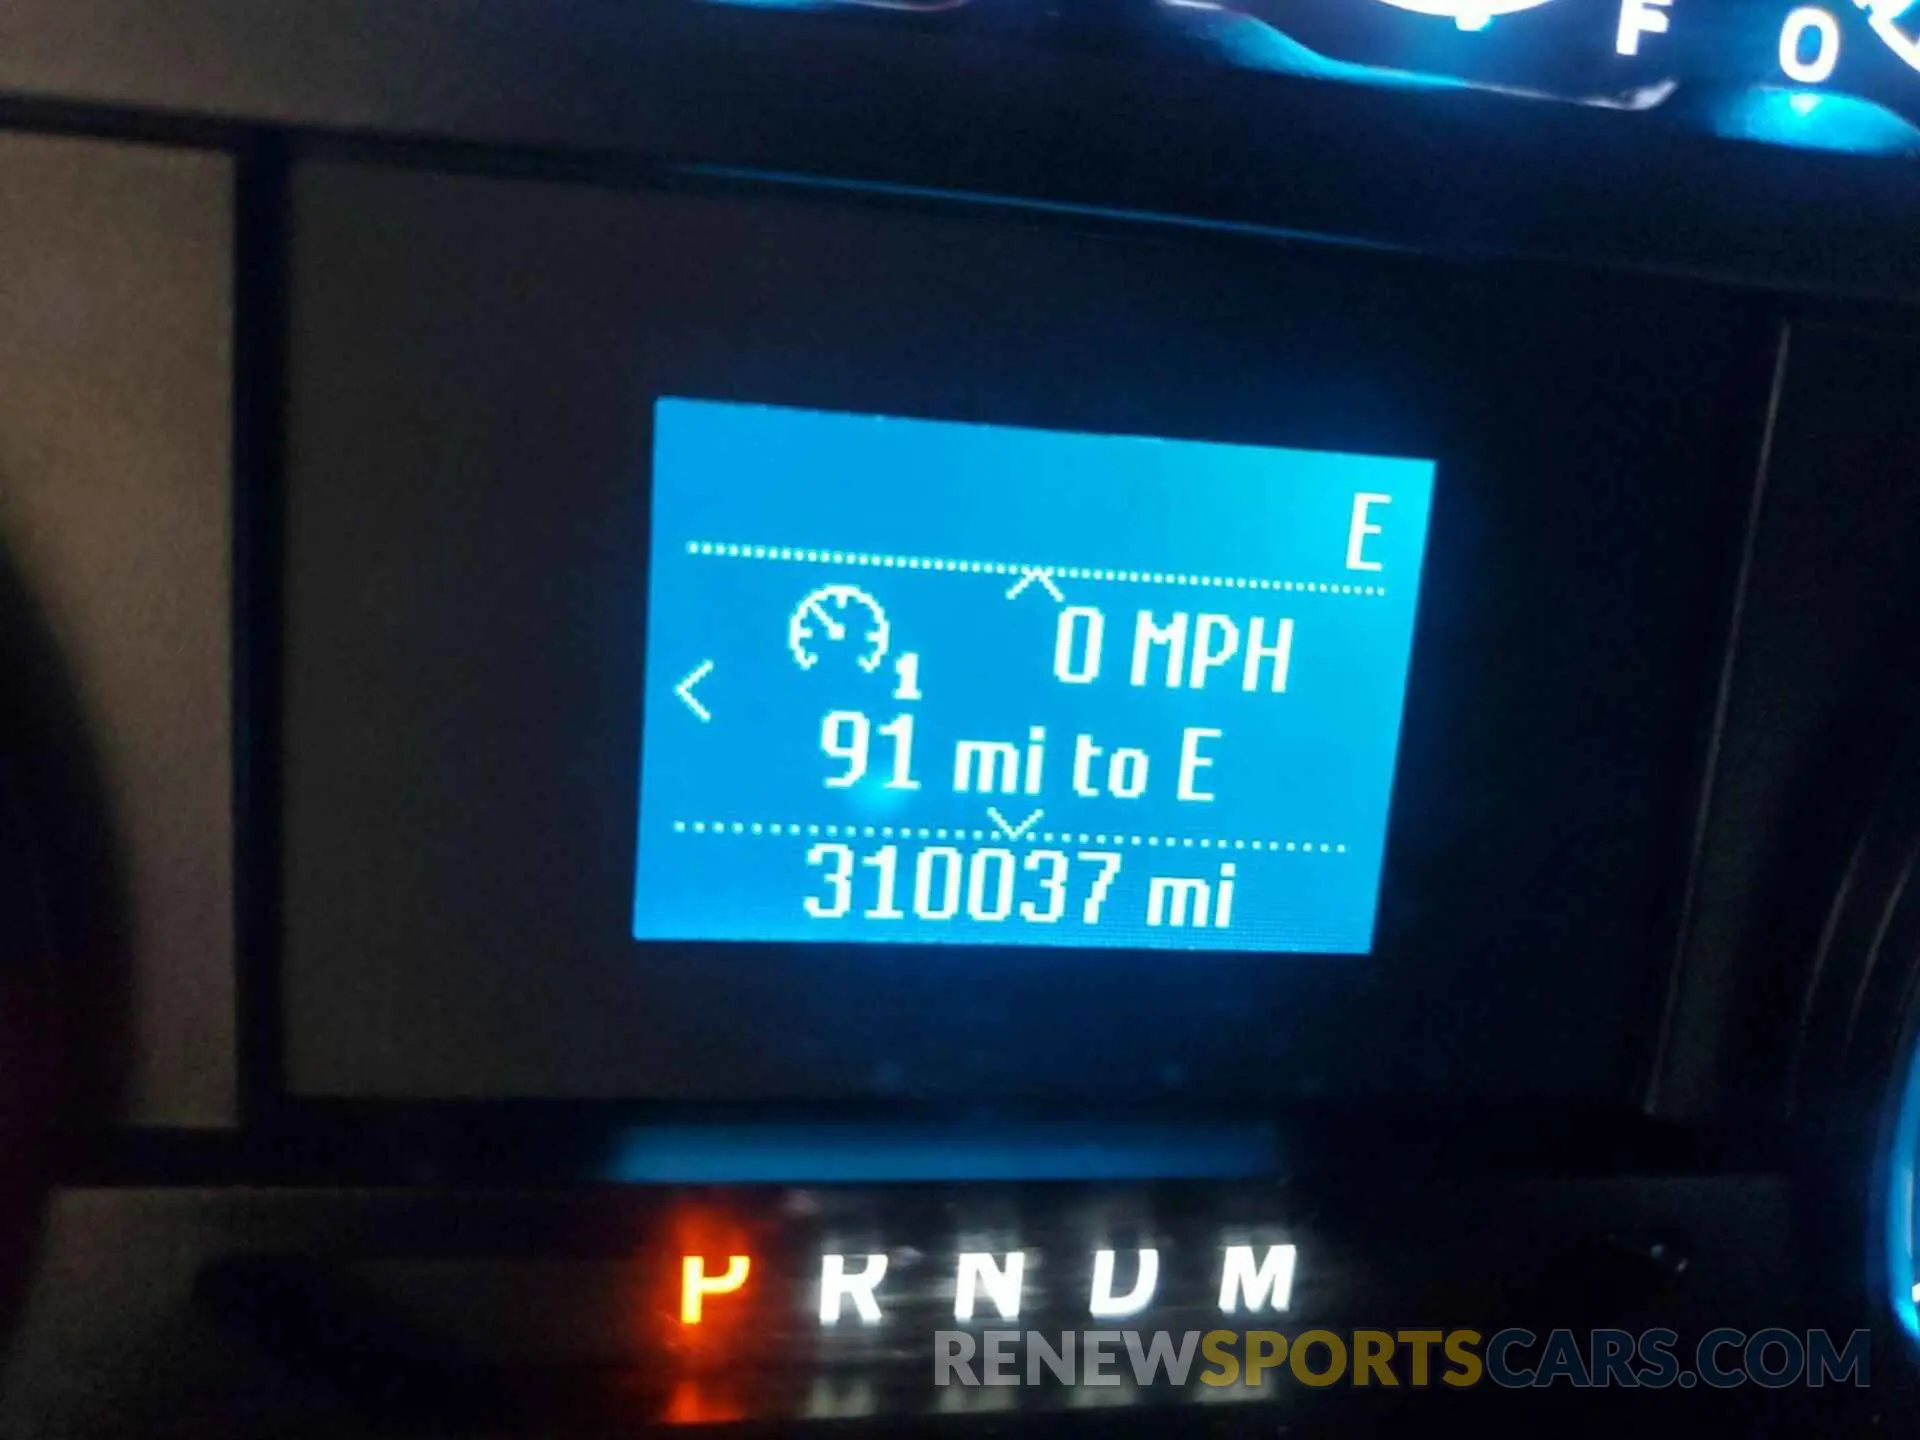 F O
E
0 MPH
1
91 mi to E
310037 mi
P R N D M
RENEWSPORTSCARS.COM